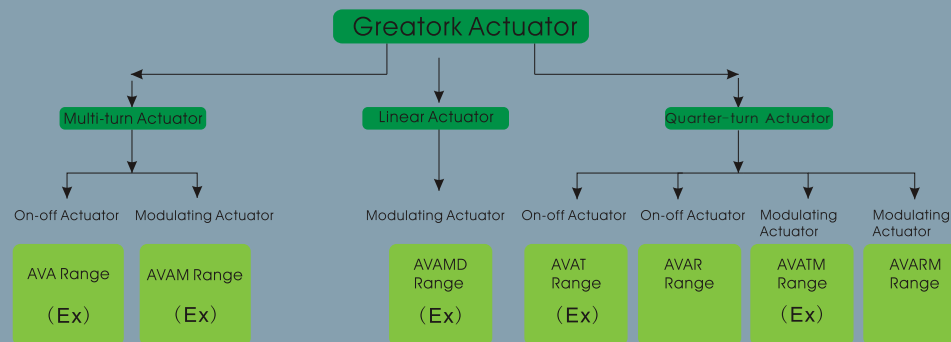 Greatork Actuator
Multi-turn Actuator
Linear Actuator
Quarter-turn Actuator
On-off Actuator
Modulating Actuator
Modulating Actuator
On-off Actuator
On-off Actuator
Modulating
Actuator
Modulating
Actuator
AVA Range
(Ex)
AVAM Range
(Ex)
AVAMD
Range
(Ex)
AVAT
Range
(Ex)
AVAR
Range
AVATM
Range
(Ex)
AVARM
Range